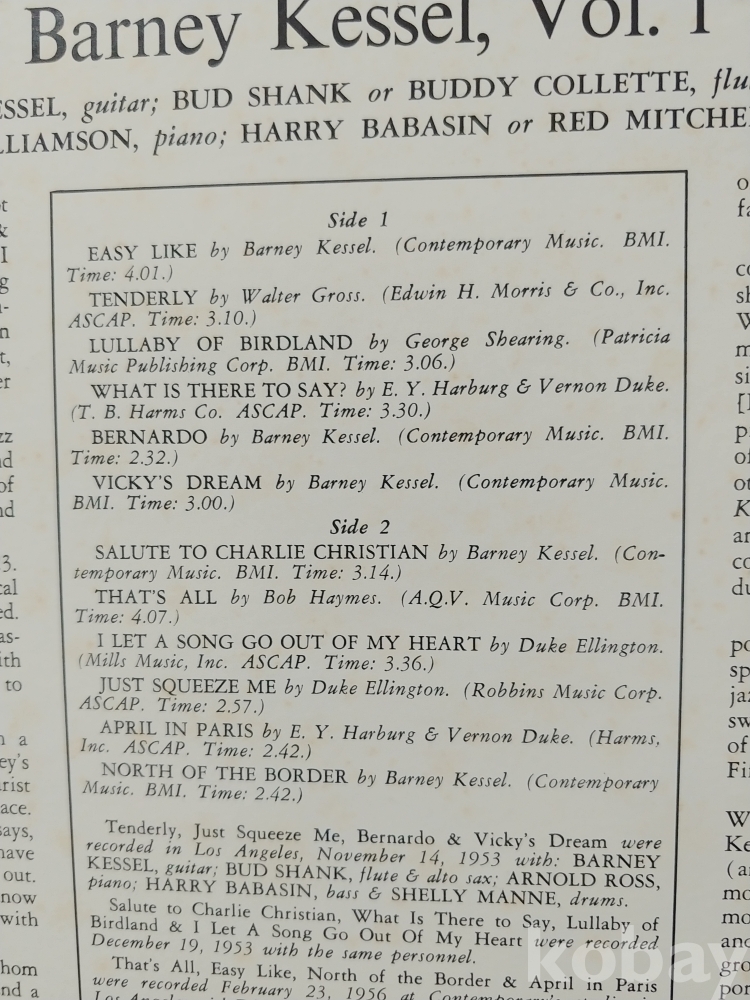 Barney Kessel, Vol. 1
ESSEL, guitar; BUD SHANK or BUDDY COLLETTE, flu
LLIAMSON, piano; HARRY BABASIN or RED MITCHE
Side 1
EASY LIKE by Barney Kessel. (Contemporary Music. BMI.
Time: 4.01.)
TENDERLY by Walter Gross. (Edwin H. Morris & Co., Inc.
ASCAP. Time: 3.10.)
LULLABY OF BIRDLAND by George Shearing. (Patricia
Music Publishing Corp. BMI. Time: 3.06.)
WHAT IS THERE TO SAY? by E. Y. Harburg & Vernon Duke.
(T. B. Harms Co. ASCAP. Time: 3.30.)
BERNARDO by Barney Kessel. (Contemporary Music. BMI.
Time: 2.32.)
VICKY'S DREAM by Barney Kessel. (Contemporary Music.
BMI. Time: 3.00.)
Side 2
SALUTE TO CHARLIE CHRISTIAN by Barney Kessel. (Con-
temporary Music. BMI. Time: 3.14.)
THAT'S ALL by Bob Haymes. (A.Q.V. Music Corp. BMI.
Time: 4.07.)
I LET A SONG GO OUT OF MY HEART by Duke Ellington.
(Mills Music, Inc. ASCAP. Time: 3.36.)
JUST SQUEEZE ME by Duke Ellington. (Robbins Music Corp.
ASCAP. Time: 2.57.)
APRIL IN PARIS by E. Y. Harburg & Vernon Duke. (Harms,
Inc. ASCAP. Time: 2.42.)
NORTH OF THE BORDER by Barney Kessel. (Contemporary
Music. BMI. Time: 2.42.)
Tenderly, Just Squeeze Me, Bernardo & Vicky's Dream were
recorded in Los Angeles, November 14, 1953 with: BARNEY
KESSEL, guitar; BUD SHANK, flute & alto sax; ARNOLD ROSS,
piano; HARRY BABASIN, bass & SHELLY MANNE, drums.
Salute to Charlie Christian, What Is There to Say, Lullaby of
Birdland & I Let A Song Go Out Of My Heart were recorded
December 19, 1953 with the same personnel.
That's All, Easy Like, North of the Border & April in Paris
were recorded February 23, 1956 at Contemporary's
Los Angeles
kobay